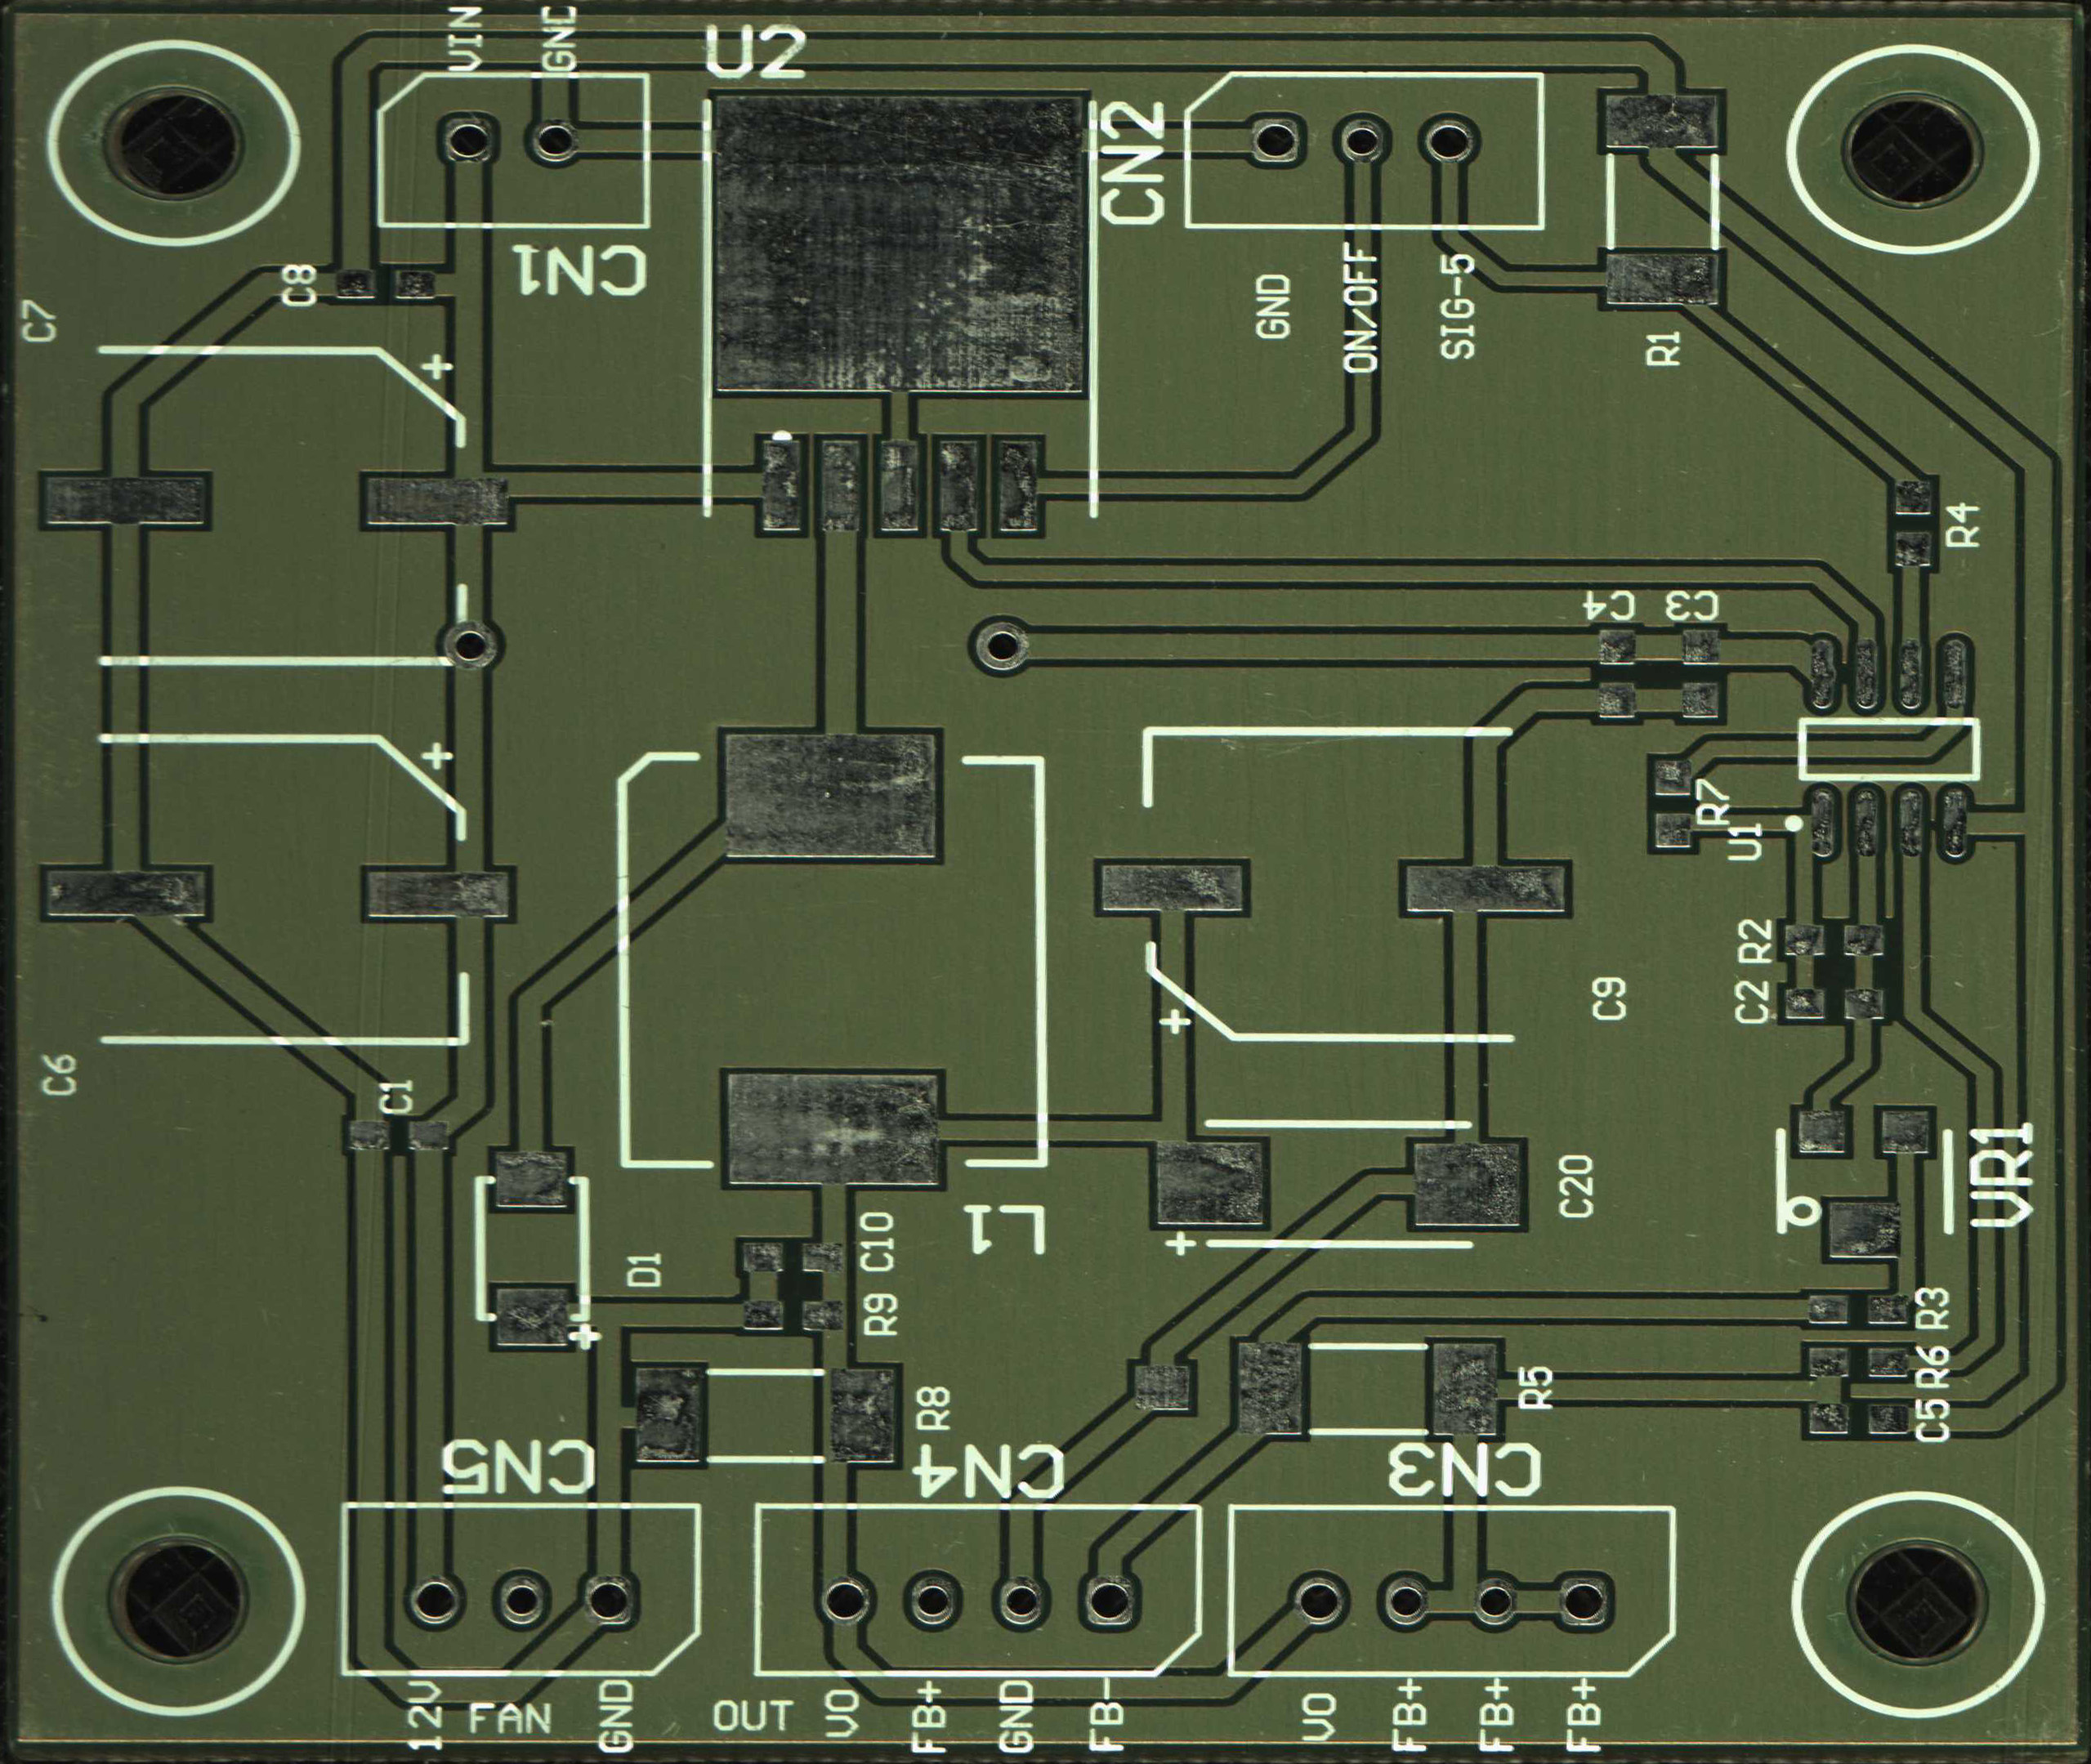 VIN
GND
U2
CN2
CN1
C8
C7
GND
ON/OFF
SIG-5
R1
+
R4
C4
C3
+
R7
U1
R2
C2
C9
+
C6
C1
VR1
C20
+
L1
C10
D1
R9
R3
+
R6
R5
R8
C5
CN5
CN4
CN3
12V
FAN
GND
OUT
VO
FB+
GND
FB-
VO
FB+
FB+
FB+